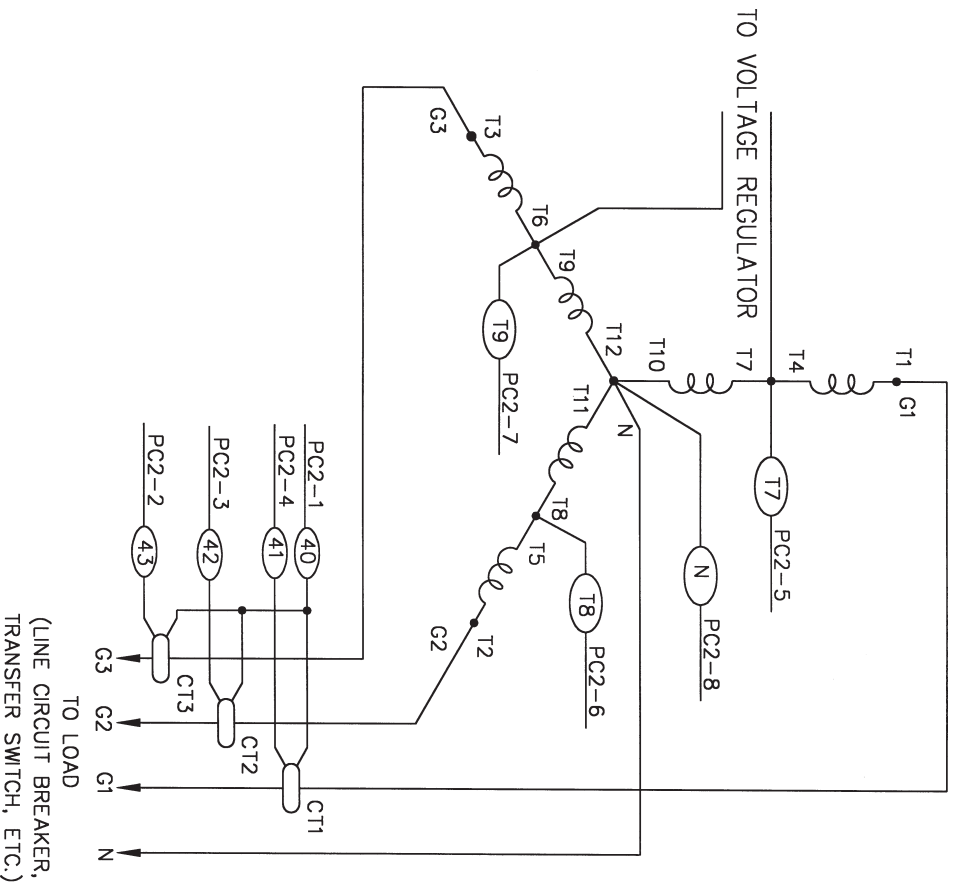 TO VOLTAGE REGULATOR
T1
G1
T4
T7
T7
PC2-5
T10
T12
T9
T6
T3
G3
T9
PC2-7
T11
N
N
PC2-8
T8
T8
PC2-6
T5
T2
G2
PC2-1
40
PC2-4
41
PC2-3
42
PC2-2
43
CT1
CT2
CT3
G3
G2
G1
N
TO LOAD
(LINE CIRCUIT BREAKER,
TRANSFER SWITCH, ETC.)